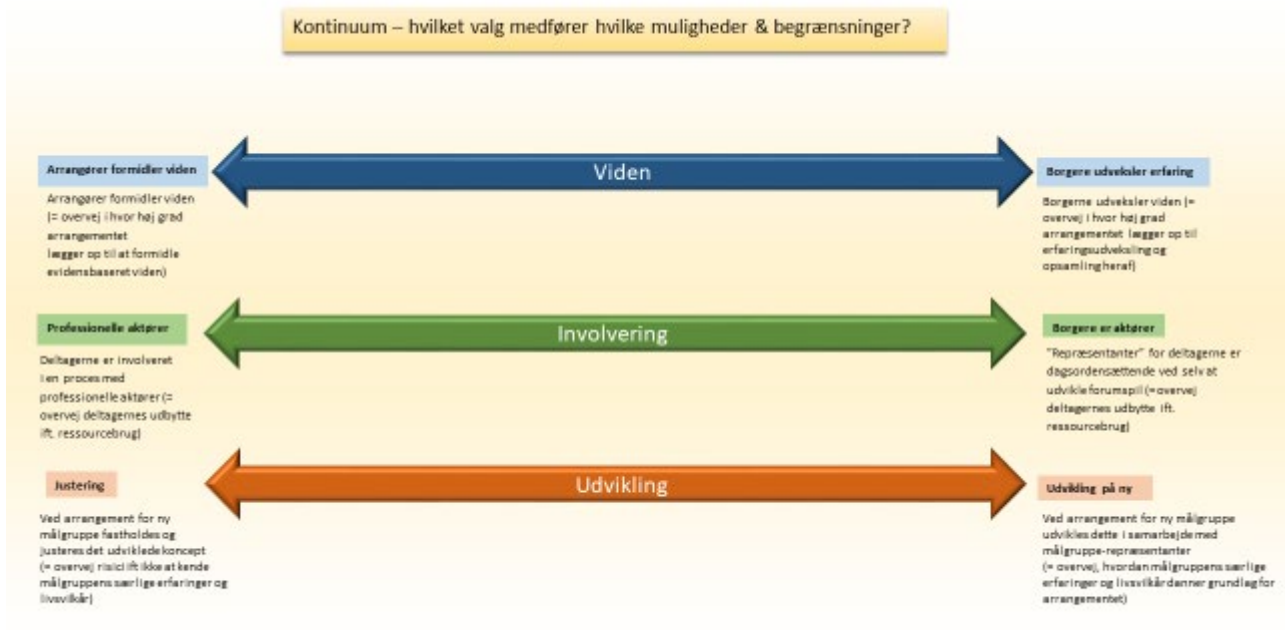 Kontinuum – hvilket valg medfører hvilke muligheder & begrænsninger?
Arrangører formidler viden
Viden
Borgere udveksler erfaring
Arrangører formidler viden
(= overvej i hvor høj grad
arrangementet
lægger op til at formidle
evidensbaseret viden)
Borgerne udveksler viden (=
overvej i hvor høj grad
arrangementet lægger op til
erfaringsudveksling og
opsamling heraf)
Professionelle aktører
Involvering
Borgere er aktører
Deltagerne er involveret
i en proces med
professionelle aktører (=
overvej deltagernes udbytte
ift. ressourcebrug)
"Repræsentanter" for deltagerne er
dagsordensættende ved selv at
udvikle forumspil (=overvej
deltagernes udbytte ift.
ressourcebrug)
Justering
Udvikling
Udvikling på ny
Ved arrangement for ny
målgruppe fastholdes og
justeres det udviklede koncept
(= overvej risici ift ikke at kende
målgruppens særlige erfaringer og
livsvilkår)
Ved arrangement for ny målgruppe
udvikles dette i samarbejde med
målgruppe-repræsentanter
(= overvej, hvordan målgruppens særlige
erfaringer og livsvilkår danner grundlag for
arrangementet)